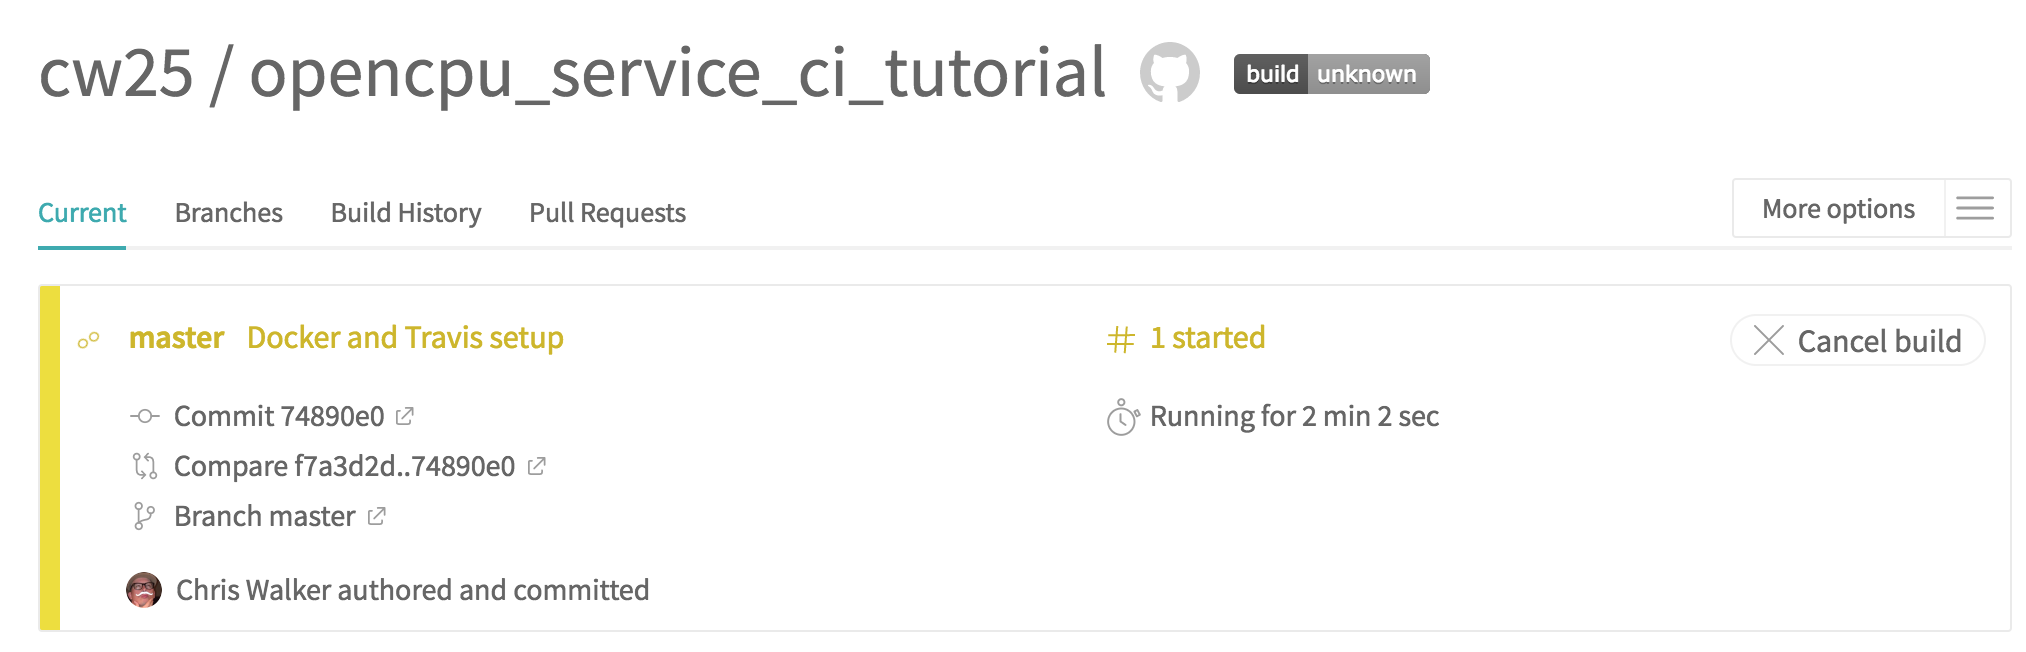 cw25 / opencpu_service_ci_tutorial build unknown
Current Branches Build History Pull Requests More options
master Docker and Travis setup # 1 started Cancel build
Commit 74890e0 Running for 2 min 2 sec
Compare f7a3d2d..74890e0
Branch master
Chris Walker authored and committed